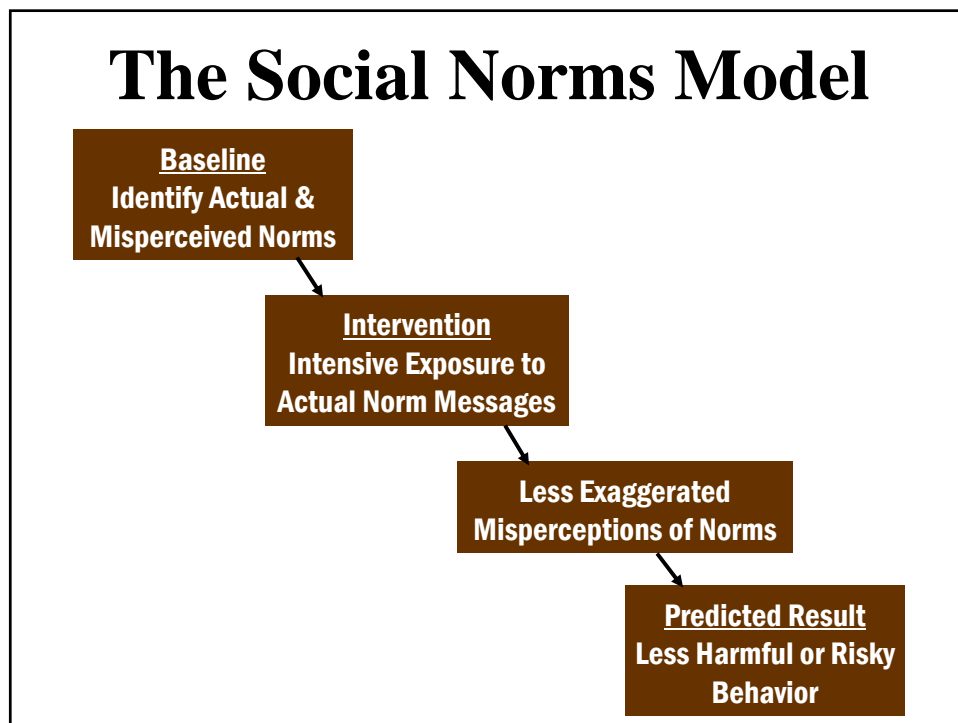 The Social Norms Model
Baseline
Identify Actual &
Misperceived Norms
Intervention
Intensive Exposure to
Actual Norm Messages
Less Exaggerated
Misperceptions of Norms
Predicted Result
Less Harmful or Risky
Behavior